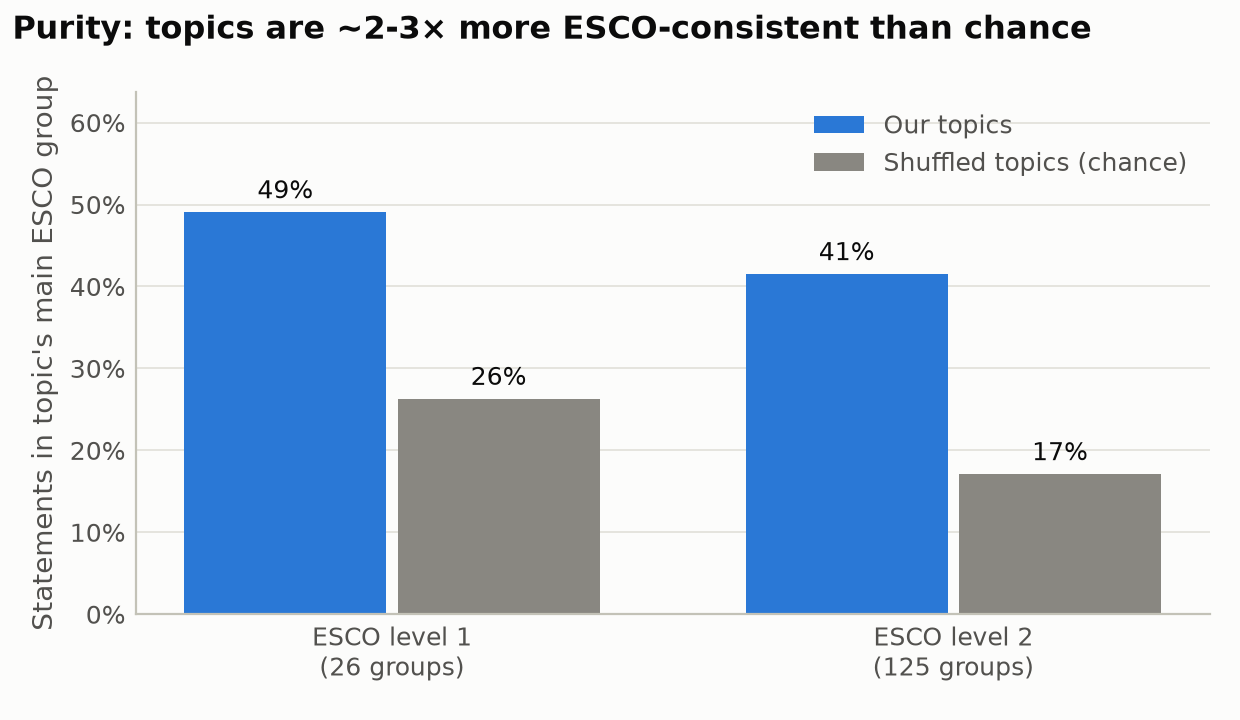 Purity: topics are ~2-3× more ESCO-consistent than chance
Statements in topic's main ESCO group
60%
50%
40%
30%
20%
10%
0%
Our topics
Shuffled topics (chance)
49%
26%
41%
17%
ESCO level 1
(26 groups)
ESCO level 2
(125 groups)